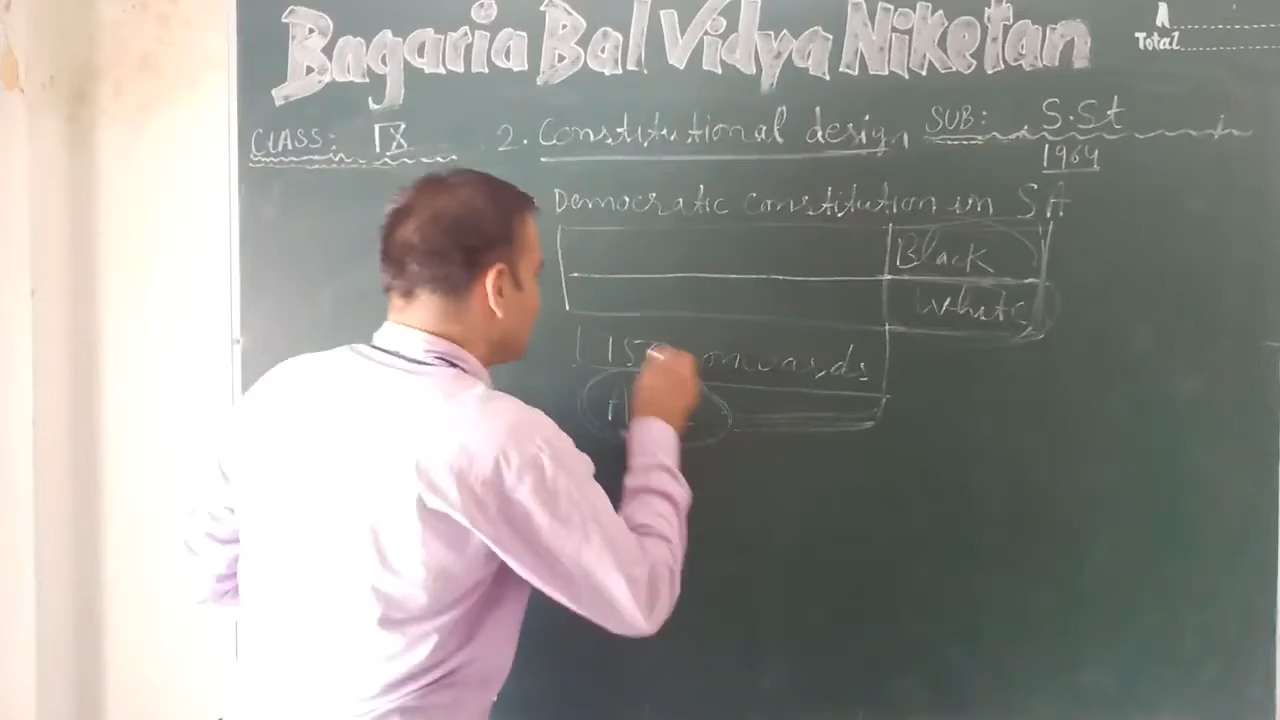 Bagaria Bal Vidya Niketan
A
Total
CLASS: IX
2. Constitutional design
SUB: S.St
1964
Democratic constitution in SA
Black
White
onwards